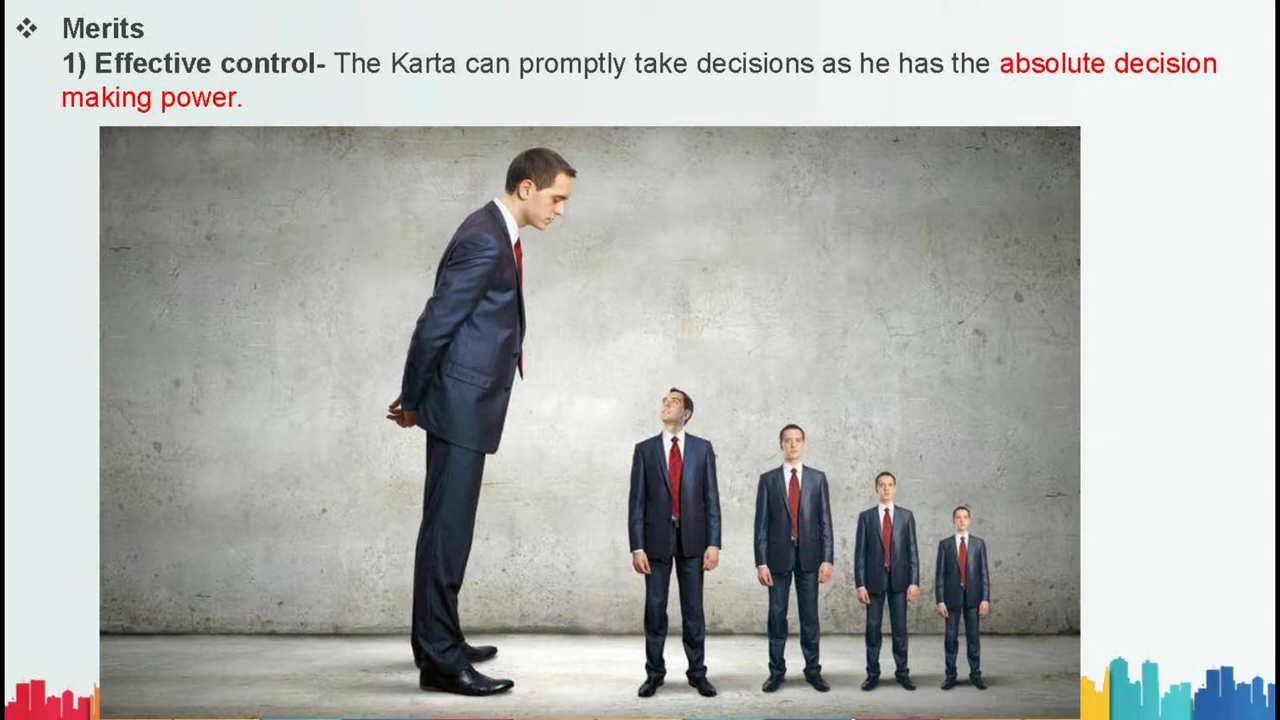 ❖ Merits
1) Effective control- The Karta can promptly take decisions as he has the absolute decision
making power.